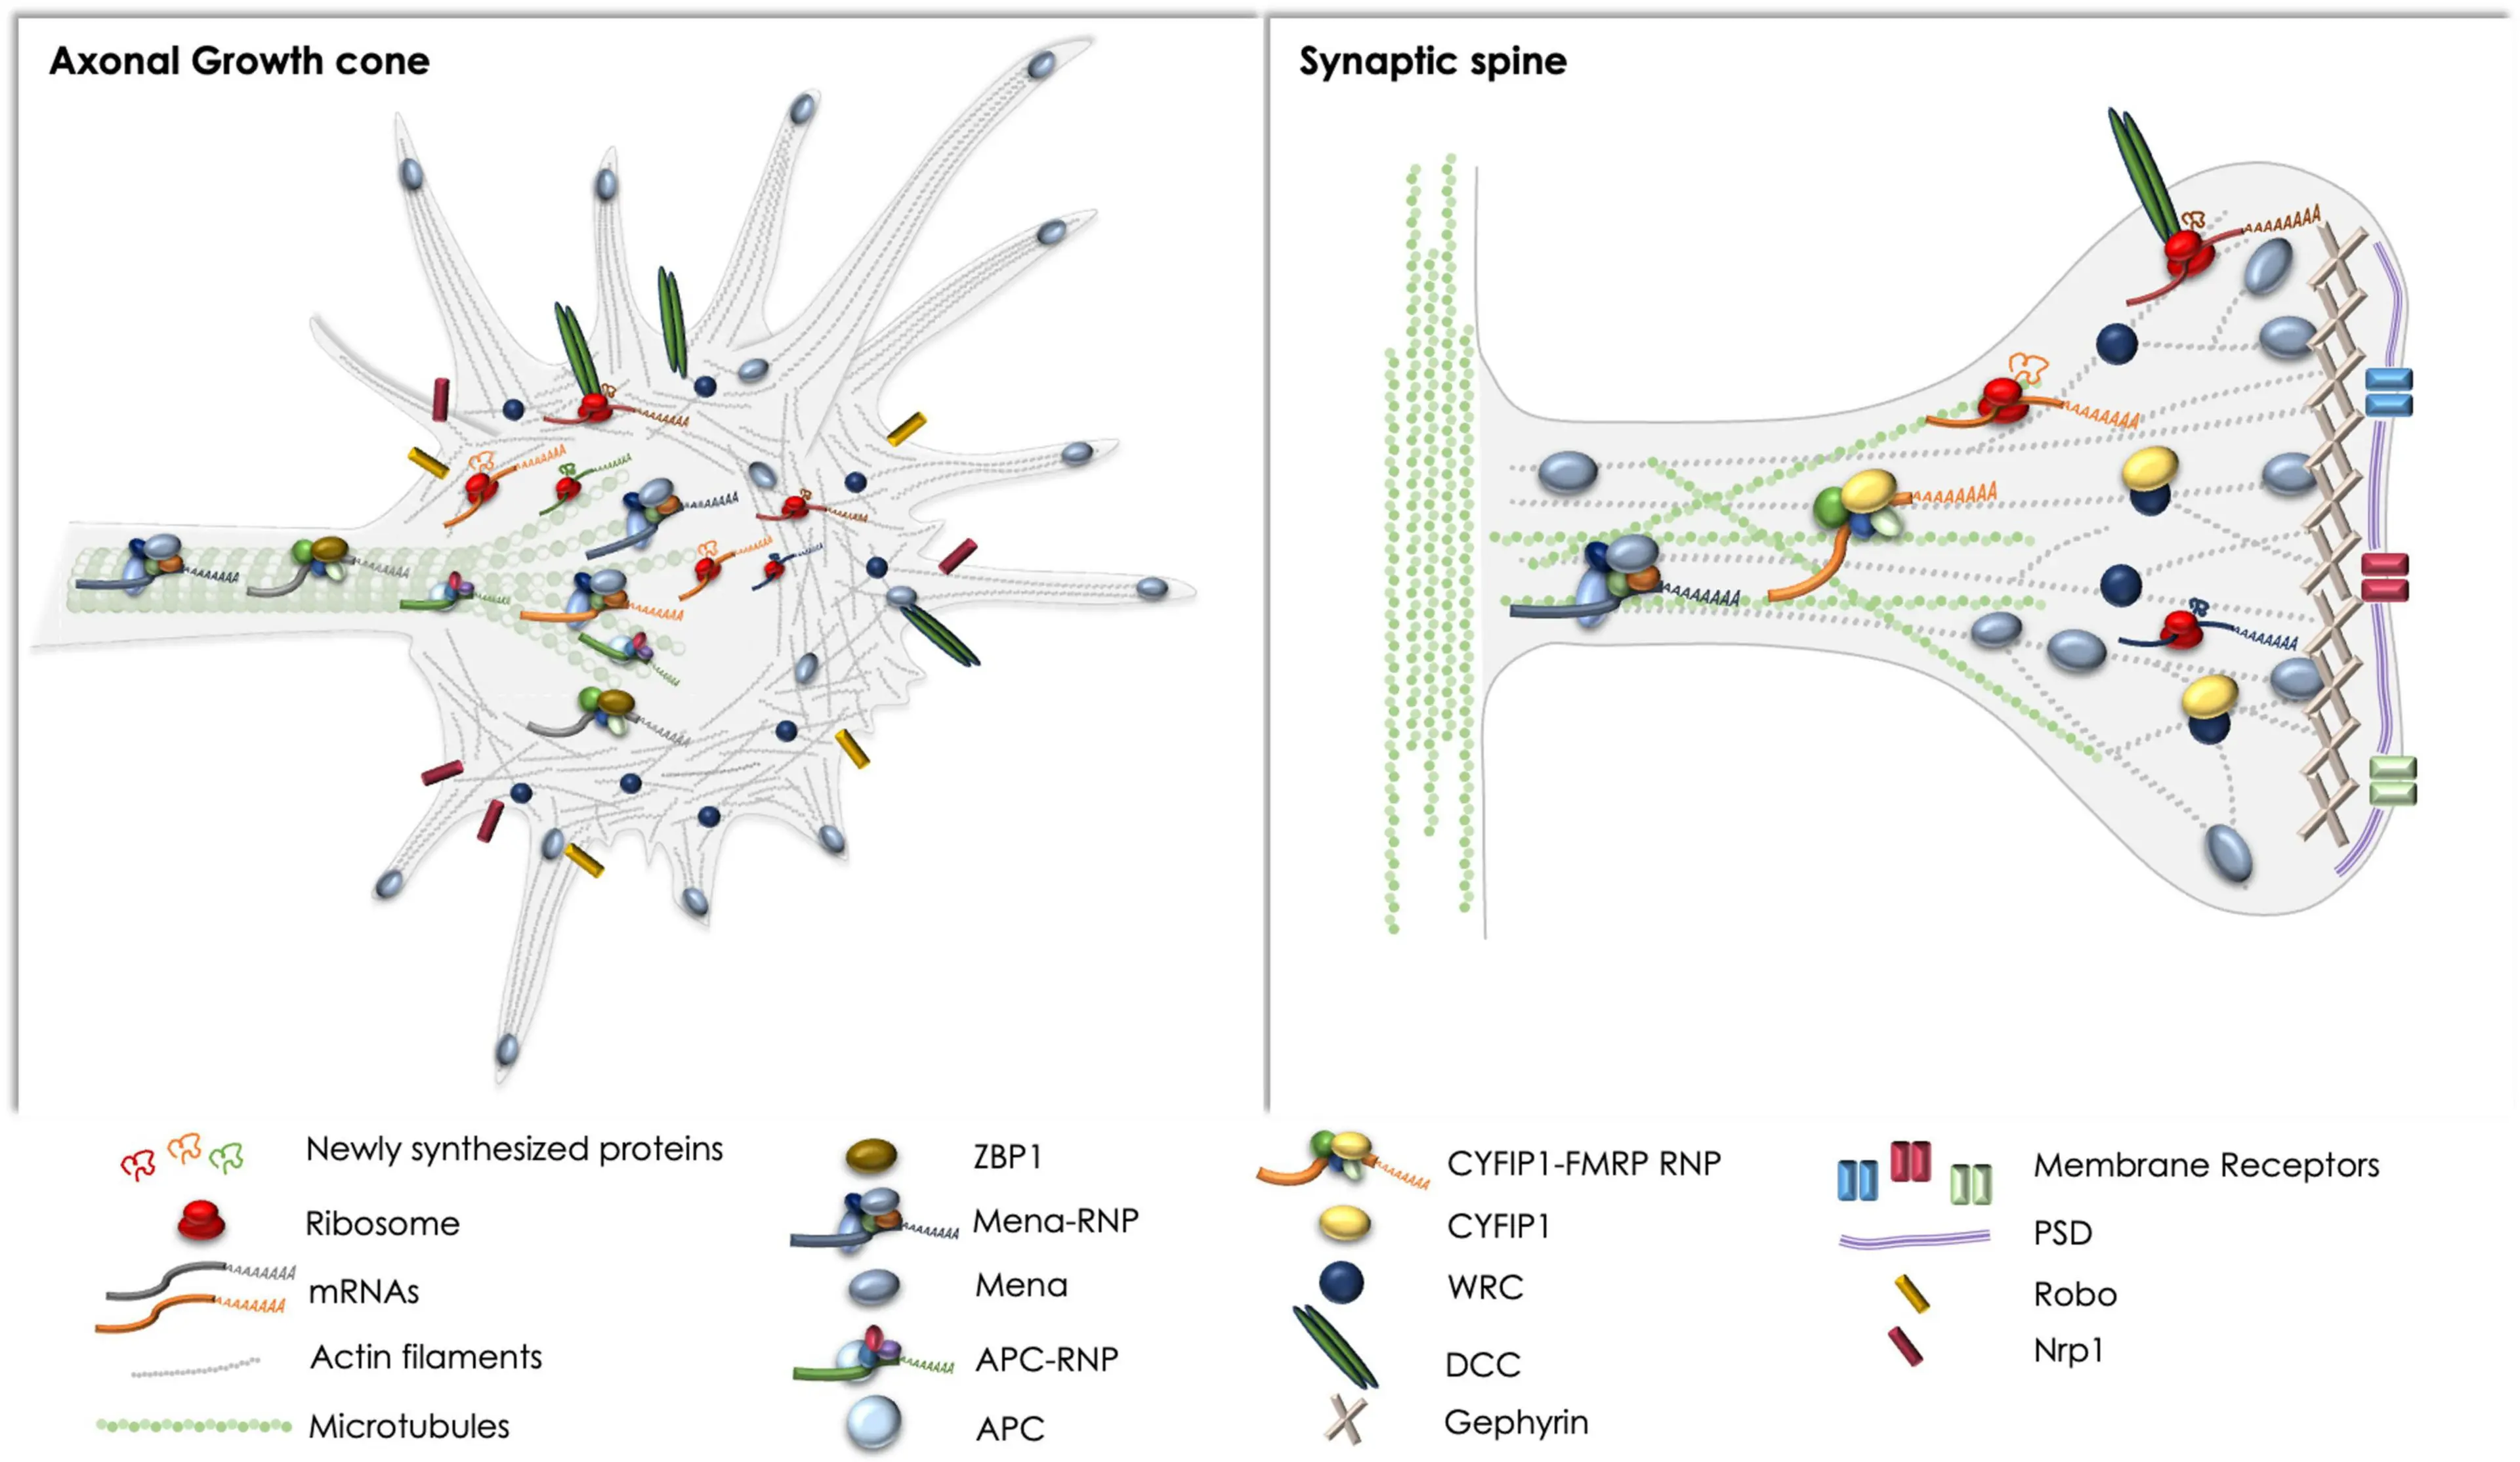 Axonal Growth cone
Synaptic spine
Newly synthesized proteins
Ribosome
mRNAs
Actin filaments
Microtubules
ZBP1
Mena-RNP
Mena
APC-RNP
APC
CYFIP1-FMRP RNP
CYFIP1
WRC
DCC
Gephyrin
Membrane Receptors
PSD
Robo
Nrp1